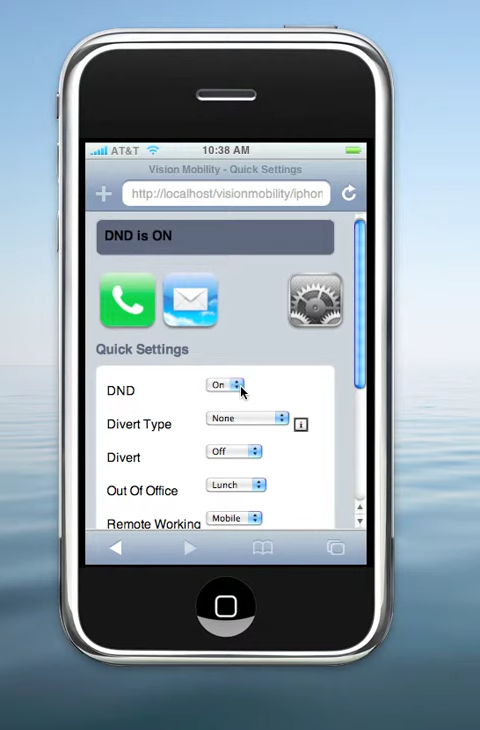 AT&T 10:38 AM
Vision Mobility - Quick Settings
http://localhost/visionmobility/iphon
DND is ON
Quick Settings
DND On
Divert Type None i
Divert Off
Out Of Office Lunch
Remote Working Mobile